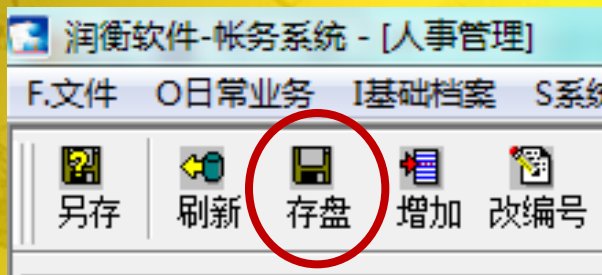 润衡软件-帐务系统 - [人事管理]
F.文件 O日常业务 I基础档案 S系统
另存 刷新 存盘 增加 改编号